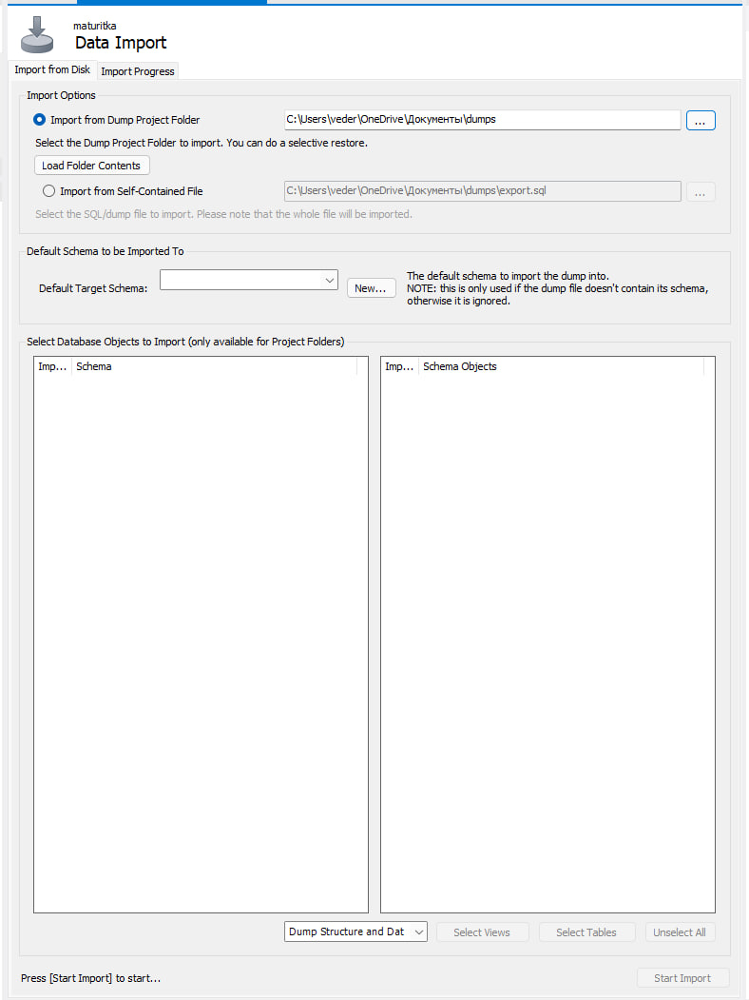 maturitka
Data Import
Import from Disk
Import Progress
Import Options
Import from Dump Project Folder
C:\Users\veder\OneDrive\Документы\dumps
...
Select the Dump Project Folder to import. You can do a selective restore.
Load Folder Contents
Import from Self-Contained File
C:\Users\veder\OneDrive\Документы\dumps\export.sql
...
Select the SQL/dump file to import. Please note that the whole file will be imported.
Default Schema to be Imported To
Default Target Schema:
New...
The default schema to import the dump into.
NOTE: this is only used if the dump file doesn't contain its schema,
otherwise it is ignored.
Select Database Objects to Import (only available for Project Folders)
Imp... Schema
Imp... Schema Objects
Dump Structure and Dat
Select Views
Select Tables
Unselect All
Press [Start Import] to start...
Start Import